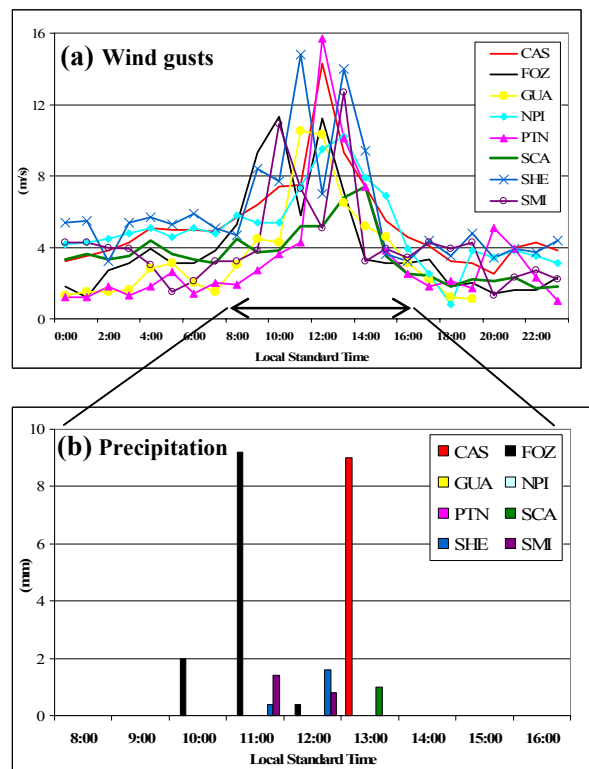 (a) Wind gusts
16
12
8
4
0
(m/s)
0:00 2:00 4:00 6:00 8:00 10:00 12:00 14:00 16:00 18:00 20:00 22:00
Local Standard Time
CAS
FOZ
GUA
NPI
PTN
SCA
SHE
SMI
(b) Precipitation
10
8
6
4
2
0
(mm)
CAS FOZ
GUA NPI
PTN SCA
SHE SMI
8:00 9:00 10:00 11:00 12:00 13:00 14:00 15:00 16:00
Local Standard Time